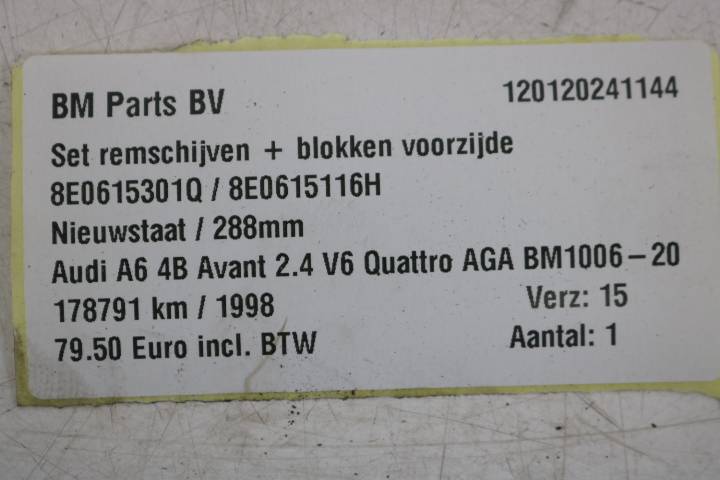 BM Parts BV 120120241144
Set remschijven + blokken voorzijde
8E0615301Q / 8E0615116H
Nieuwstaat / 288mm
Audi A6 4B Avant 2.4 V6 Quattro AGA BM1006-20
178791 km / 1998 Verz: 15
79.50 Euro incl. BTW Aantal: 1